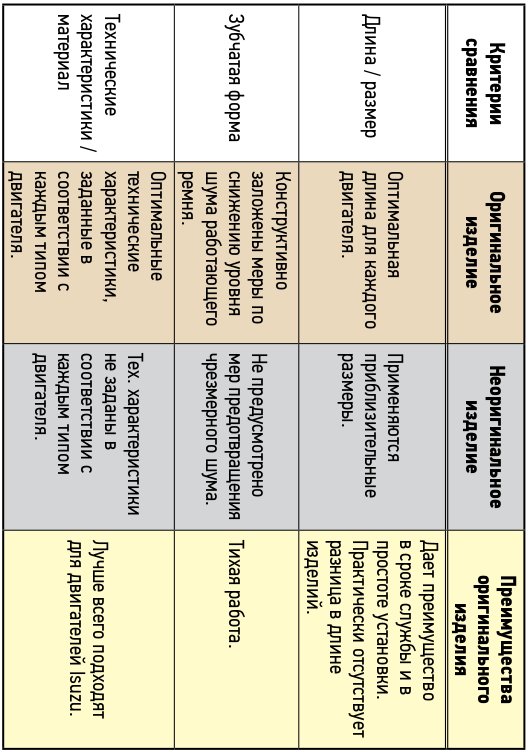 Критерии
сравнения
Оригинальное
изделие
Неоригинальное
изделие
Преимущества
оригинального
изделия
Длина / размер
Оптимальная
длина для каждого
двигателя.
Применяются
приблизительные
размеры.
Дает преимущество
в сроке службы и в
простоте установки.
Практически отсутствует
разница в длине
изделий.
Зубчатая форма
Конструктивно
заложены меры по
снижению уровня
шума работающего
ремня.
Не предусмотрено
мер предотвращения
чрезмерного шума.
Тихая работа.
Технические
характеристики /
материал
Оптимальные
технические
характеристики,
заданные в
соответствии с
каждым типом
двигателя.
Тех. характеристики
не заданы в
соответствии с
каждым типом
двигателя.
Лучше всего подходят
для двигателей Isuzu.